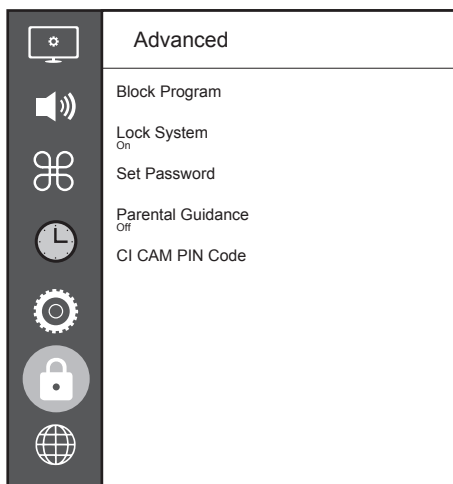 Advanced
Block Program
Lock System
On
Set Password
Parental Guidance
Off
CI CAM PIN Code